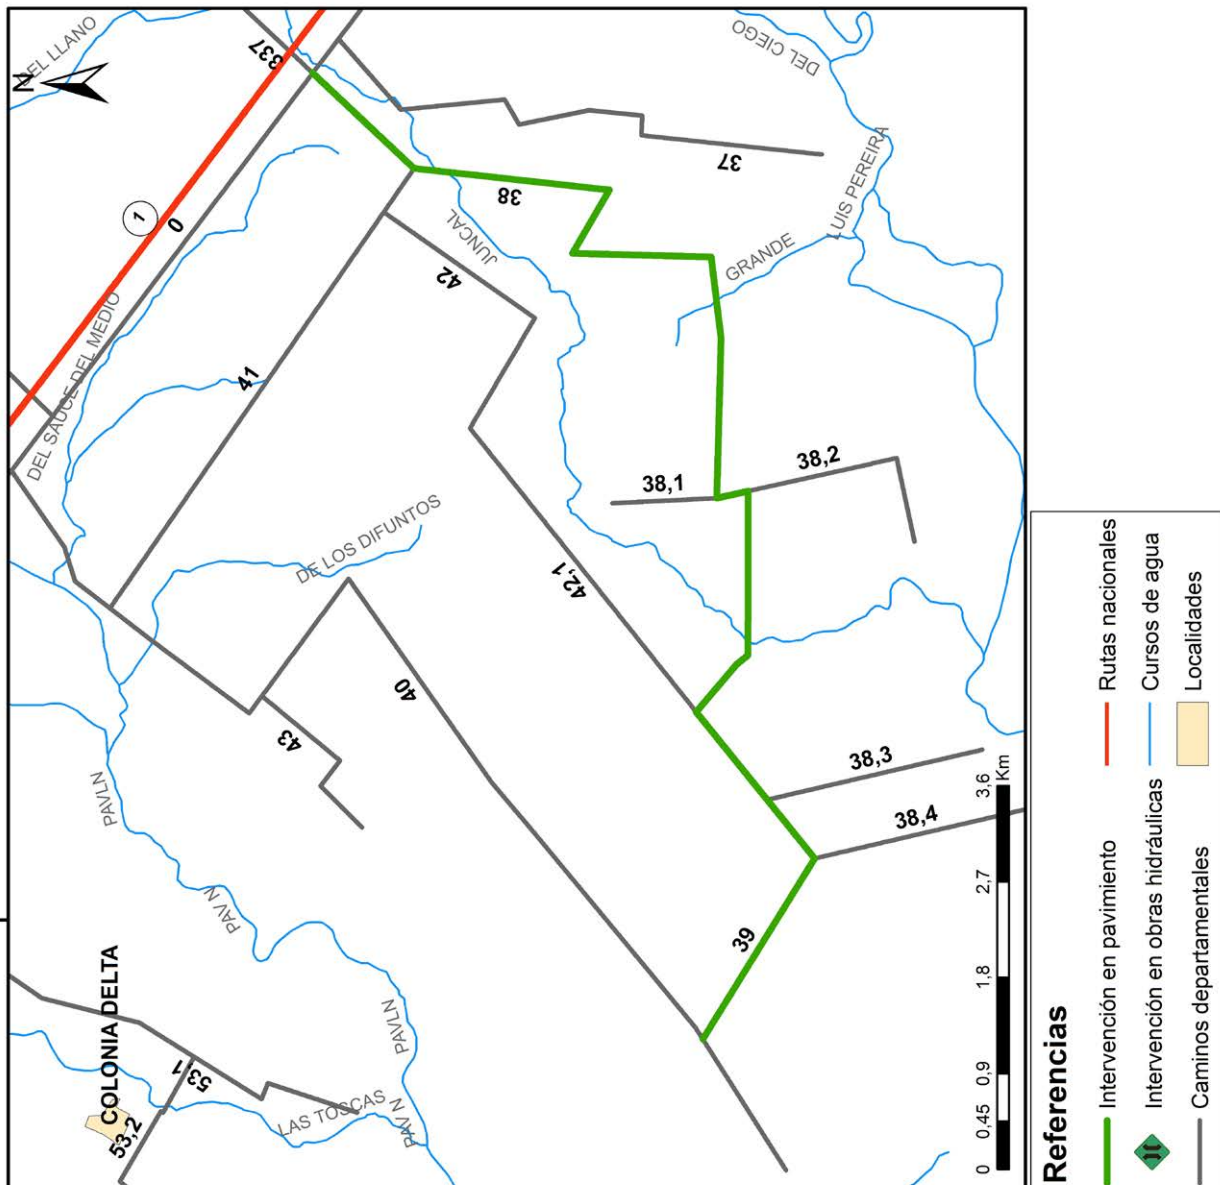 DEL LLANO
N
837
DEL CIEGO
1
0
37
38
LUIS PEREIRA
JUNCAL
GRANDE
42
DEL SAUCE DEL MEDIO
41
38,1
38,2
DE LOS DIFUNTOS
42,1
40
43
PAVLN
38,3
38,4
PAV N
39
COLONIA DELTA
PAVLN
53,1
53,2
LAS TOSCAS
PAV N
0 0,45 0,9 1,8 2,7 3,6
Km
Referencias
Intervención en pavimiento
Intervención en obras hidráulicas
Caminos departamentales
Rutas nacionales
Cursos de agua
Localidades